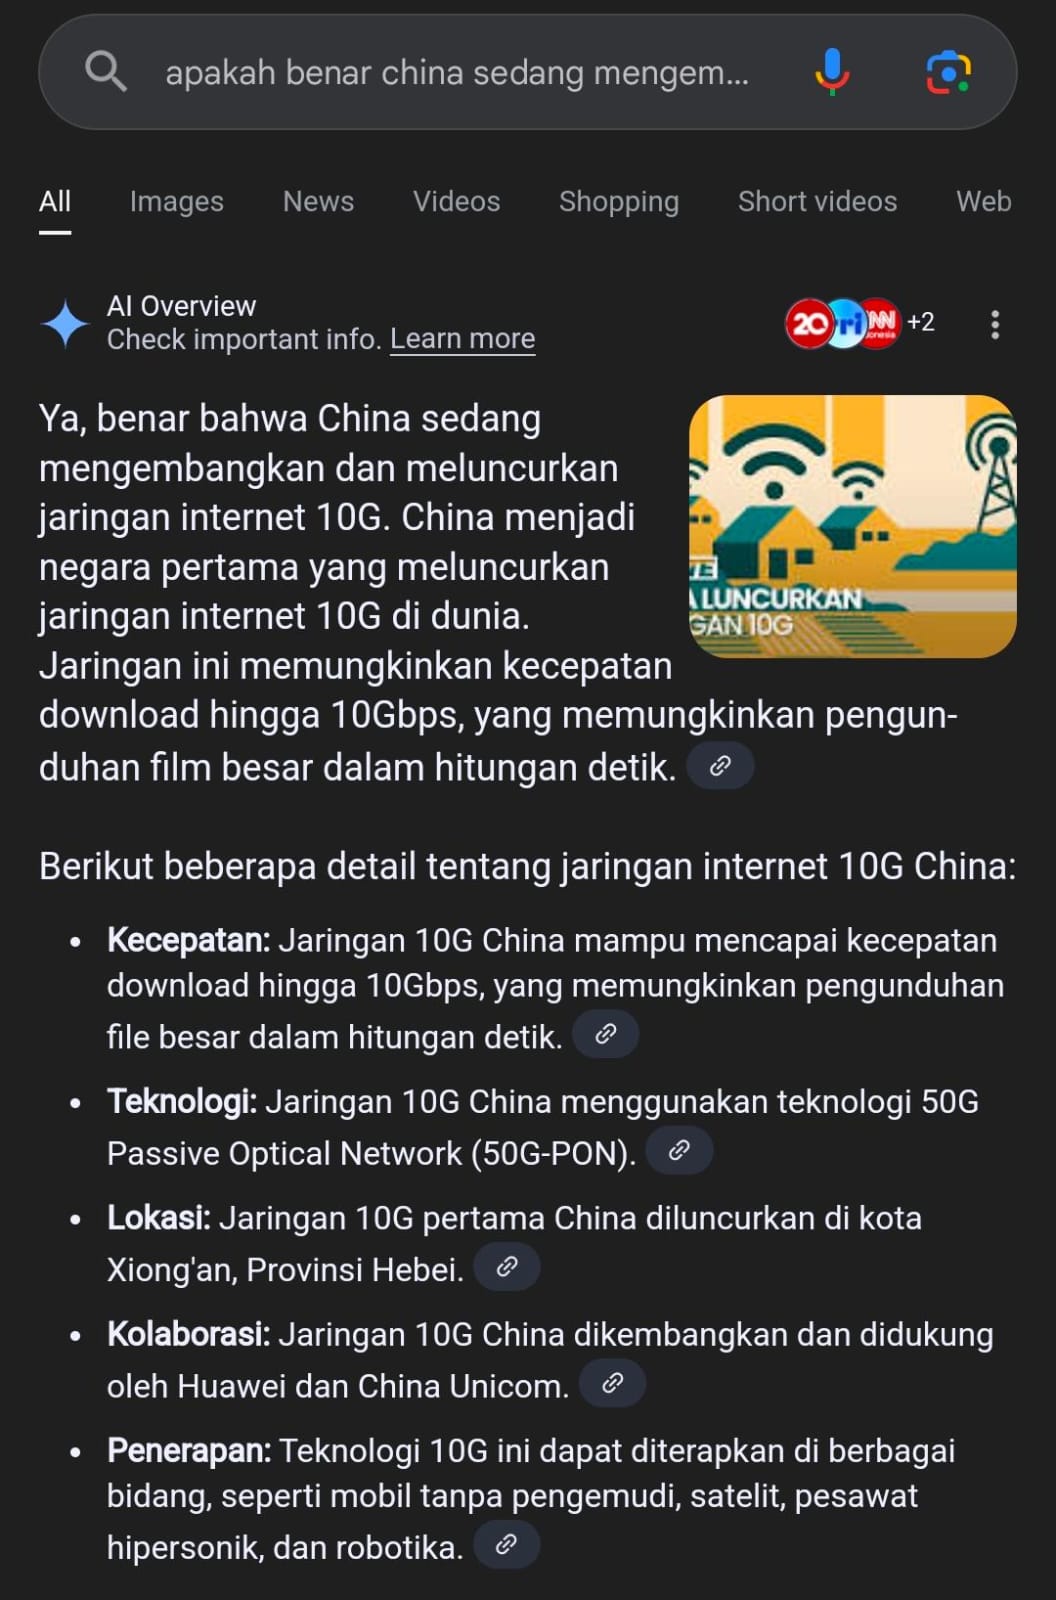 apakah benar china sedang mengem...
All Images News Videos Shopping Short videos Web
AI Overview
Check important info. Learn more
20 ri NN onesia +2
Ya, benar bahwa China sedang
mengembangkan dan meluncurkan
jaringan internet 10G. China menjadi
negara pertama yang meluncurkan
jaringan internet 10G di dunia.
Jaringan ini memungkinkan kecepatan
download hingga 10Gbps, yang memungkinkan pengun-
duhan film besar dalam hitungan detik.
LUNCURKAN
GAN 10G
Berikut beberapa detail tentang jaringan internet 10G China:
• Kecepatan: Jaringan 10G China mampu mencapai kecepatan
download hingga 10Gbps, yang memungkinkan pengunduhan
file besar dalam hitungan detik.
• Teknologi: Jaringan 10G China menggunakan teknologi 50G
Passive Optical Network (50G-PON).
• Lokasi: Jaringan 10G pertama China diluncurkan di kota
Xiong'an, Provinsi Hebei.
• Kolaborasi: Jaringan 10G China dikembangkan dan didukung
oleh Huawei dan China Unicom.
• Penerapan: Teknologi 10G ini dapat diterapkan di berbagai
bidang, seperti mobil tanpa pengemudi, satelit, pesawat
hipersonik, dan robotika.